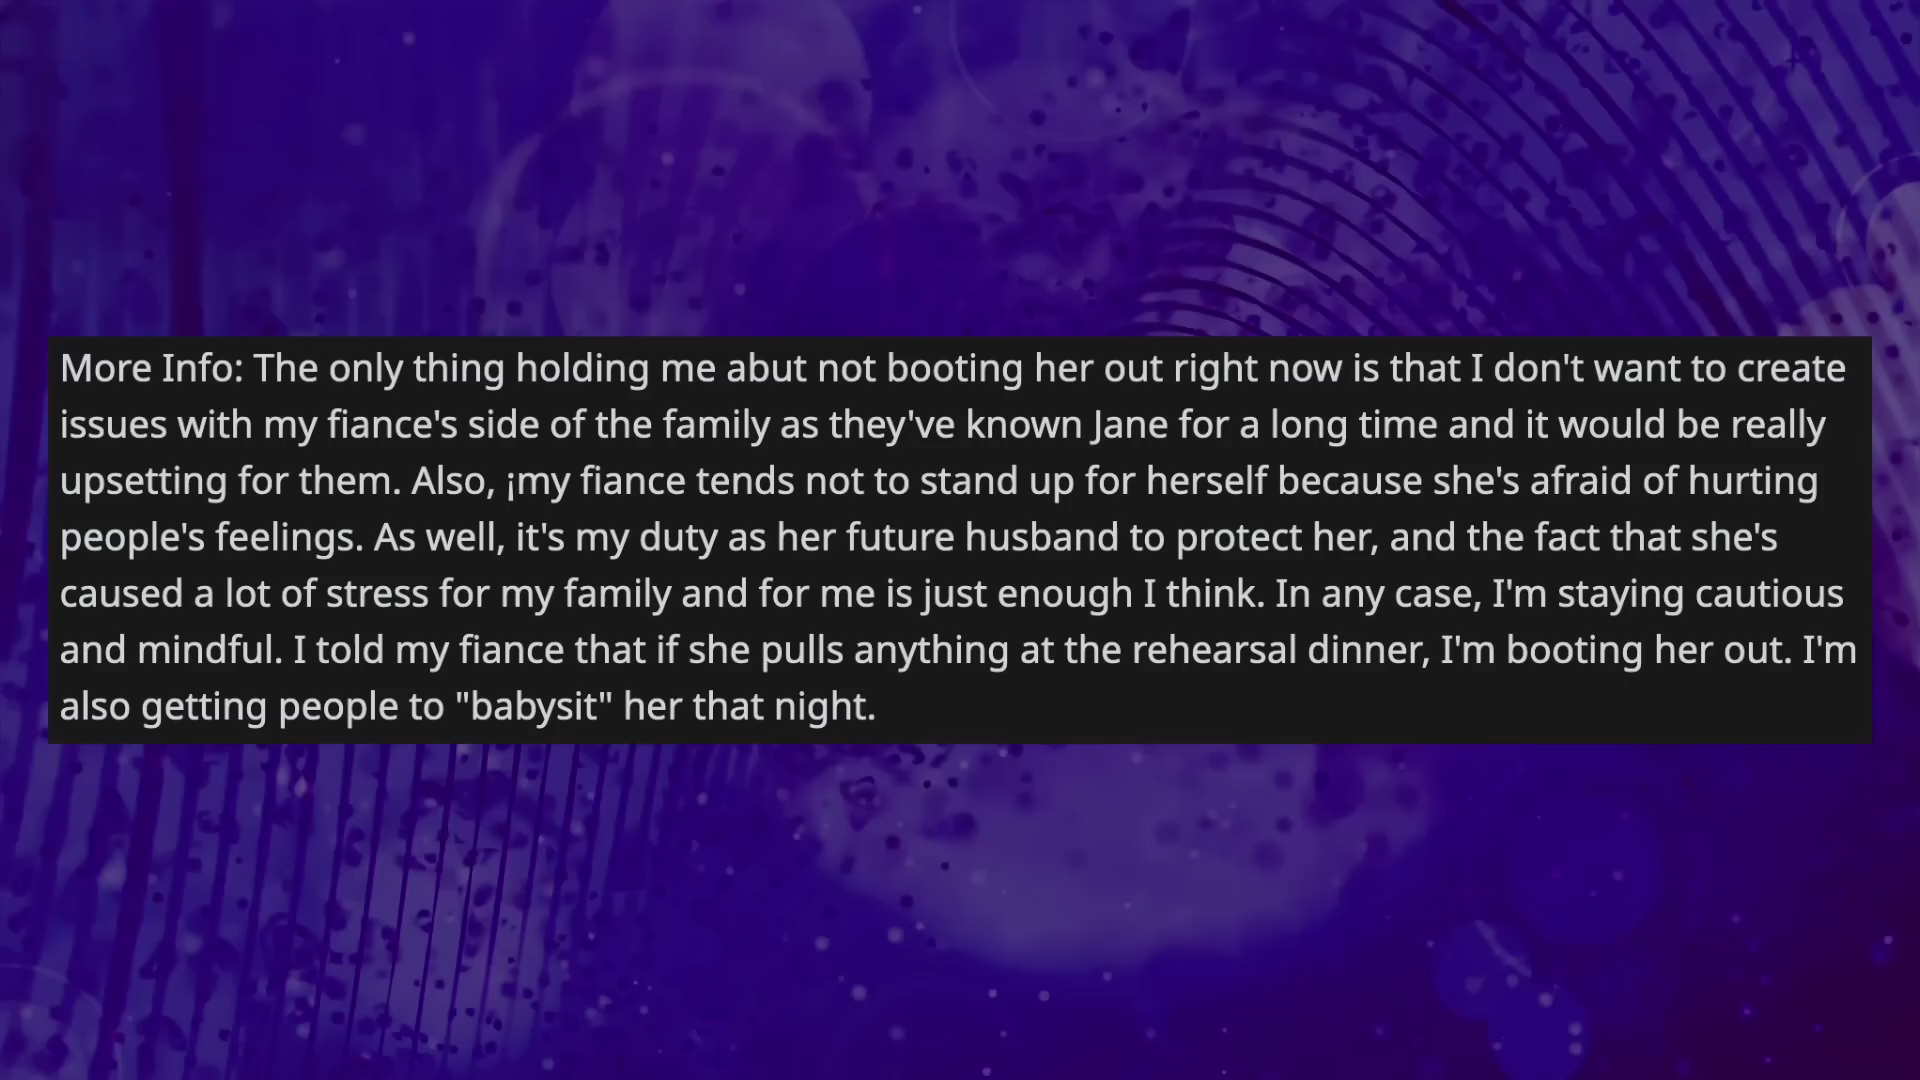 More Info: The only thing holding me abut not booting her out right now is that I don't want to create
issues with my fiance's side of the family as they've known Jane for a long time and it would be really
upsetting for them. Also, ¡my fiance tends not to stand up for herself because she's afraid of hurting
people's feelings. As well, it's my duty as her future husband to protect her, and the fact that she's
caused a lot of stress for my family and for me is just enough I think. In any case, I'm staying cautious
and mindful. I told my fiance that if she pulls anything at the rehearsal dinner, I'm booting her out. I'm
also getting people to "babysit" her that night.